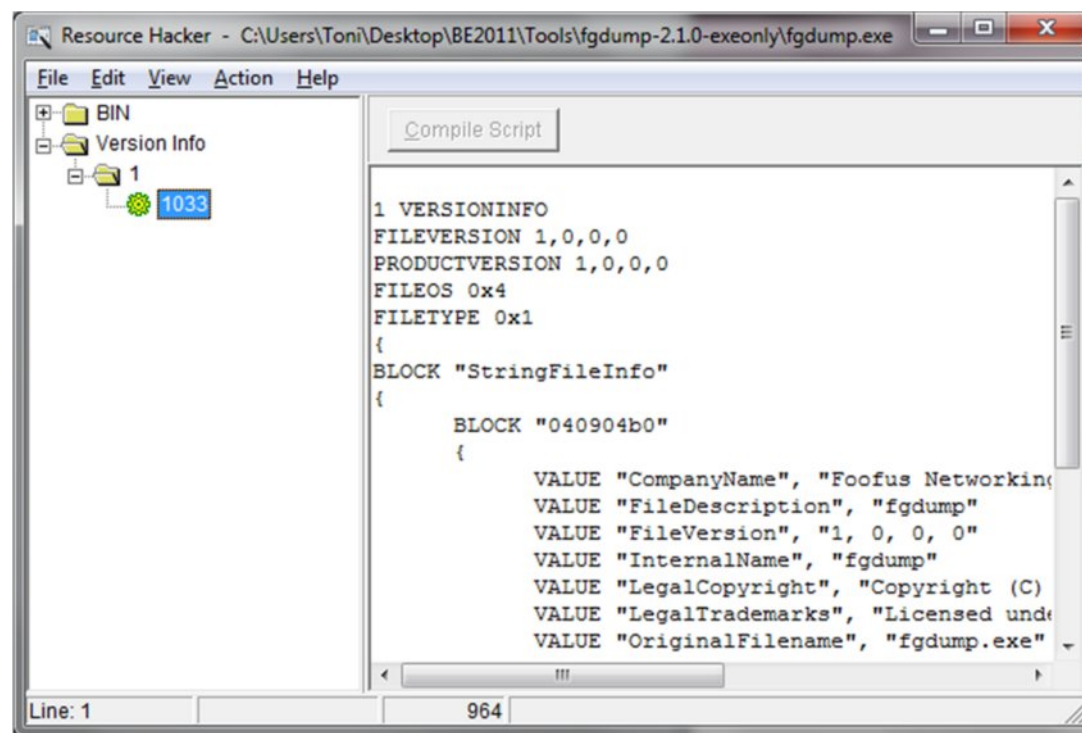 Resource Hacker - C:\Users\Toni\Desktop\BE2011\Tools\fgdump-2.1.0-exeonly\fgdump.exe
File Edit View Action Help
BIN
Version Info
1
1033
Compile Script
1 VERSIONINFO
FILEVERSION 1,0,0,0
PRODUCTVERSION 1,0,0,0
FILEOS 0x4
FILETYPE 0x1
{
BLOCK "StringFileInfo"
{
BLOCK "040904b0"
{
VALUE "CompanyName", "Foofus Networking
VALUE "FileDescription", "fgdump"
VALUE "FileVersion", "1, 0, 0, 0"
VALUE "InternalName", "fgdump"
VALUE "LegalCopyright", "Copyright (C)
VALUE "LegalTrademarks", "Licensed unde
VALUE "OriginalFilename", "fgdump.exe"
Line: 1 964